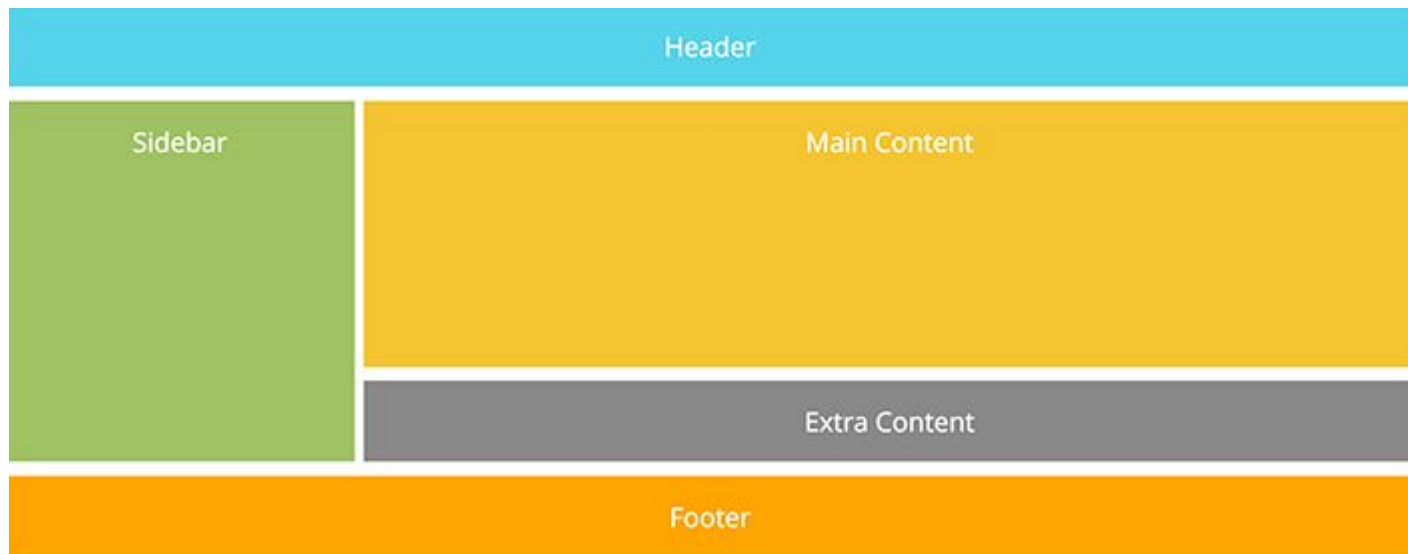 Header
Sidebar
Main Content
Extra Content
Footer